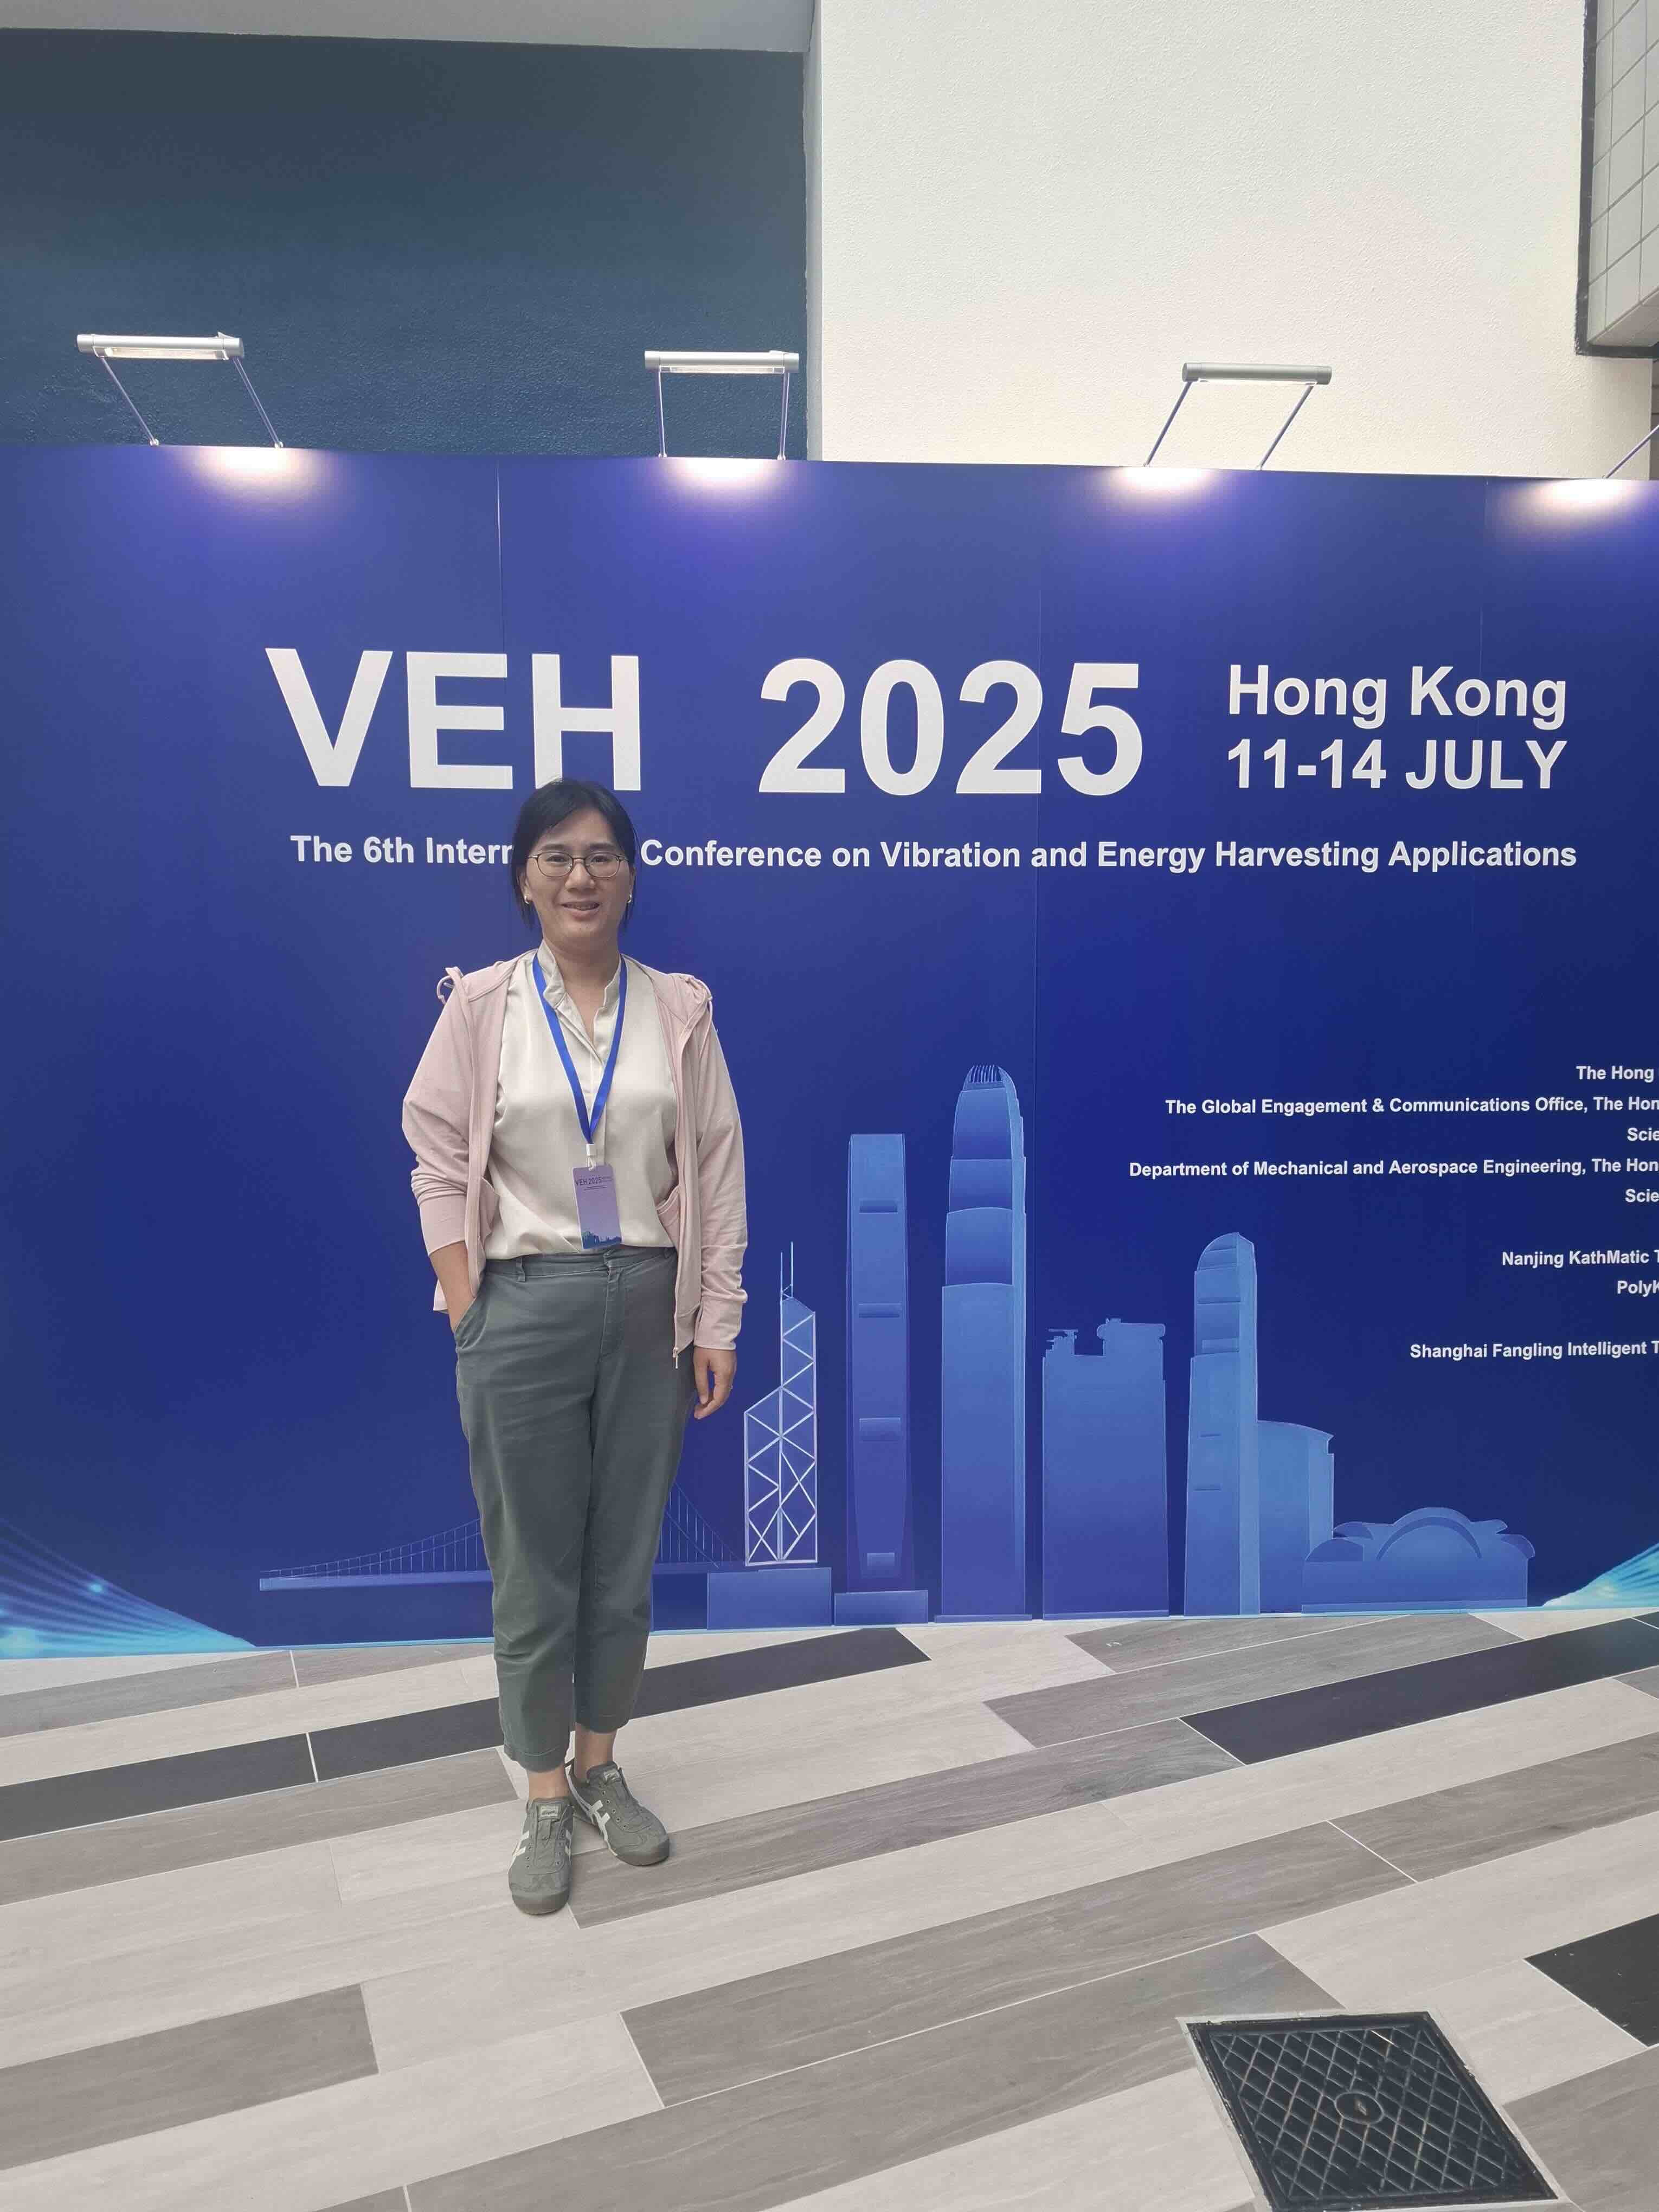 VEH 2025
Hong Kong
11-14 JULY
The 6th Intern Conference on Vibration and Energy Harvesting Applications
The Hong
The Global Engagement & Communications Office, The Hon
Scie
Department of Mechanical and Aerospace Engineering, The Hon
Scie
Nanjing KathMatic T
PolyK
Shanghai Fangling Intelligent T
VEH 2025